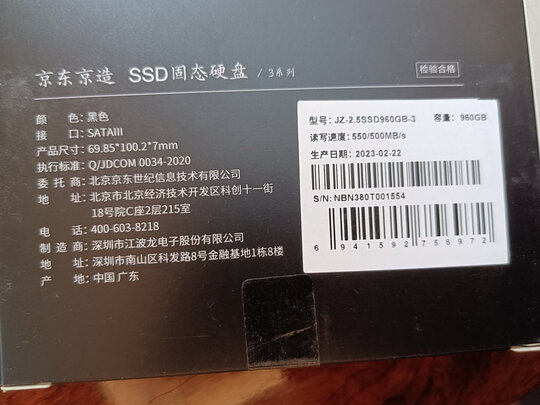 京东京造 SSD固态硬盘 / 3系列
检验合格
颜 色:黑色
接 口:SATAIII
产品尺寸:69.85*100.2*7mm
执行标准:Q/JDCOM 0034-2020
委 托 商:北京京东世纪信息技术有限公司
地 址:北京市北京经济技术开发区科创十一街
18号院C座2层215室
电 话:400-603-8218
制 造 商:深圳市江波龙电子股份有限公司
地 址:深圳市南山区科发路8号金融基地1栋8楼
产 地:中国 广东
型号:JZ-2.5SSD960GB-3 容量:960GB
读写速度:550/500MB/s
生产日期:2023-02-22
S/N:NBN380T001554
6 941592 756972